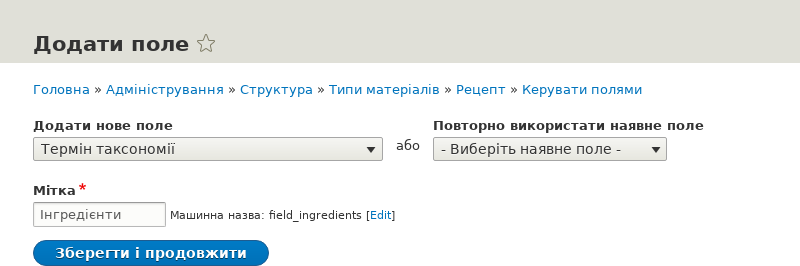 Додати поле
Головна » Адміністрування » Структура » Типи матеріалів » Рецепт » Керувати полями
Додати нове поле
Термін таксономії
або
Повторно використати наявне поле
- Виберіть наявне поле -
Мітка *
Інгредієнти
Машинна назва: field_ingredients [Edit]
Зберегти і продовжити